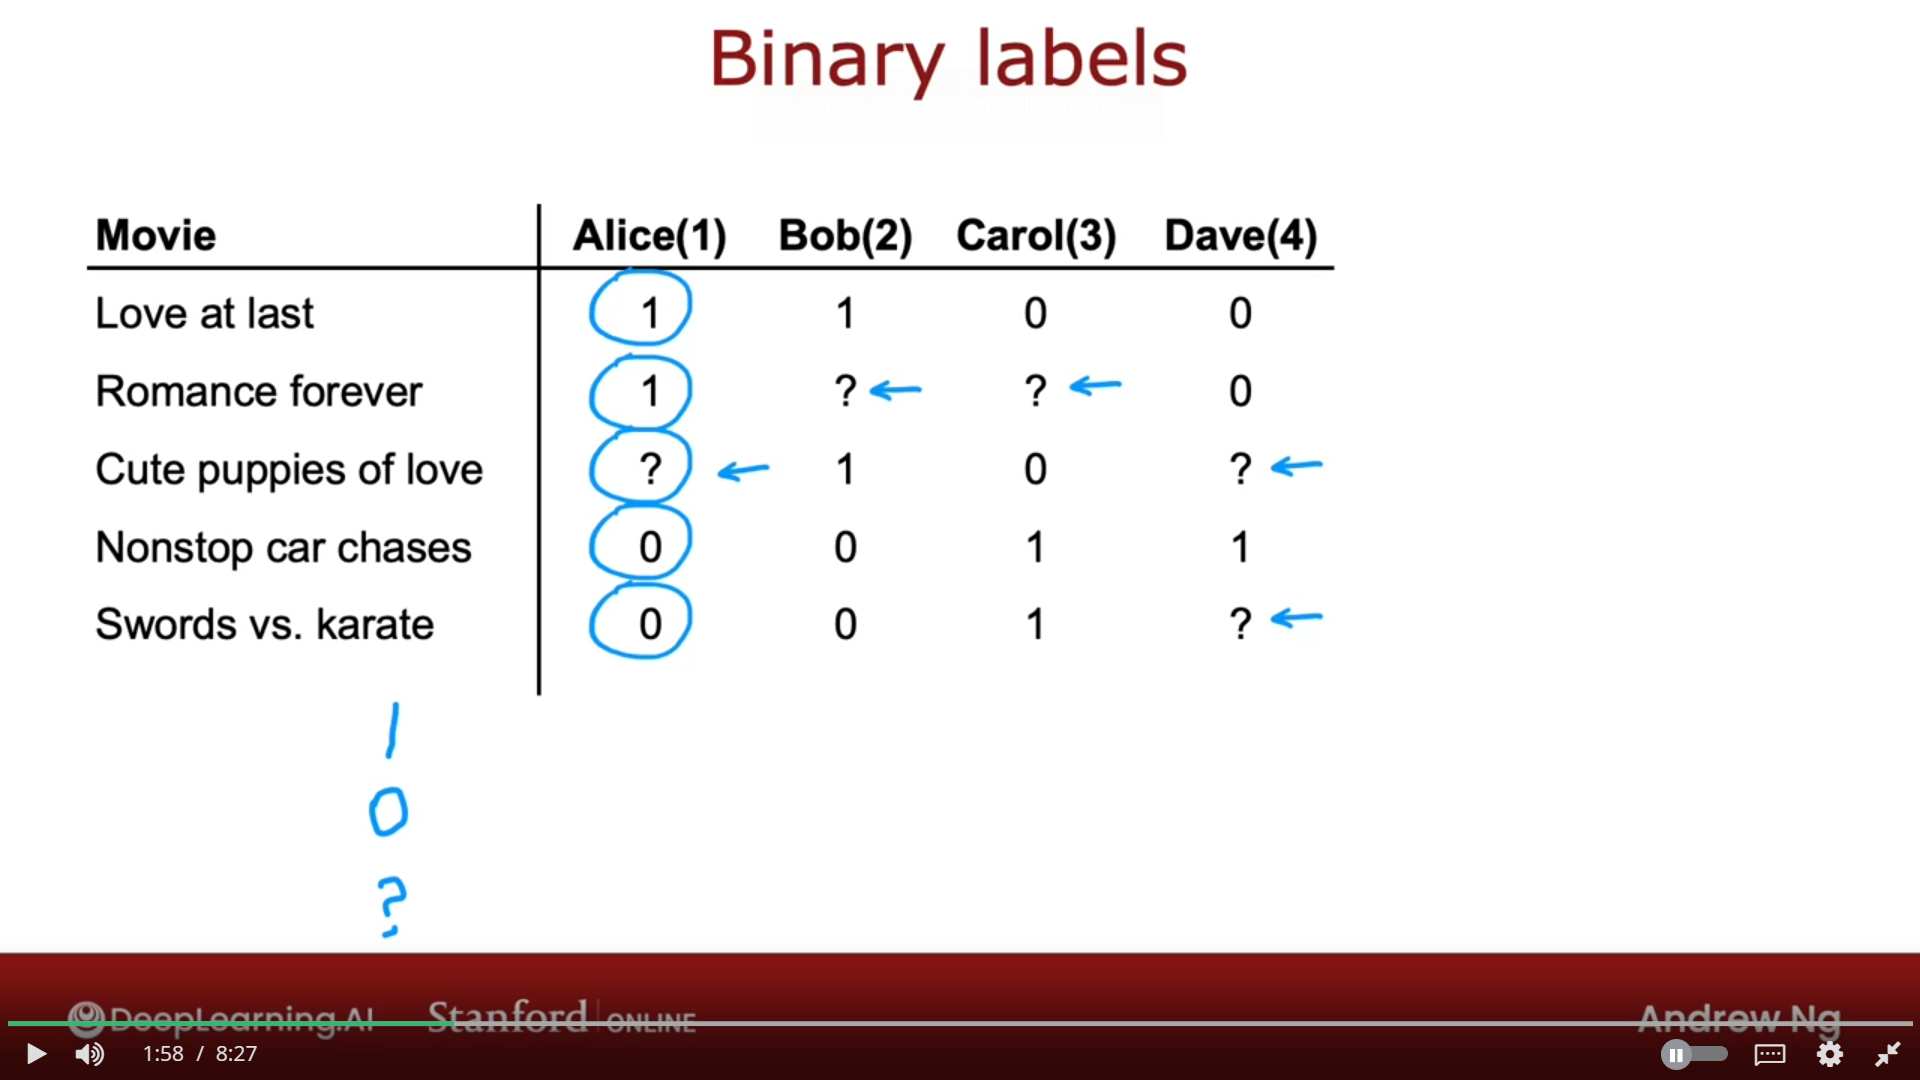 Binary labels
Movie Alice(1) Bob(2) Carol(3) Dave(4)
Love at last 1 1 0 0
Romance forever 1 ? ? 0
Cute puppies of love ? 1 0 ?
Nonstop car chases 0 0 1 1
Swords vs. karate 0 0 1 ?
1
0
?
DeepLearning.AI Stanford ONLINE Andrew Ng
1:58 / 8:27